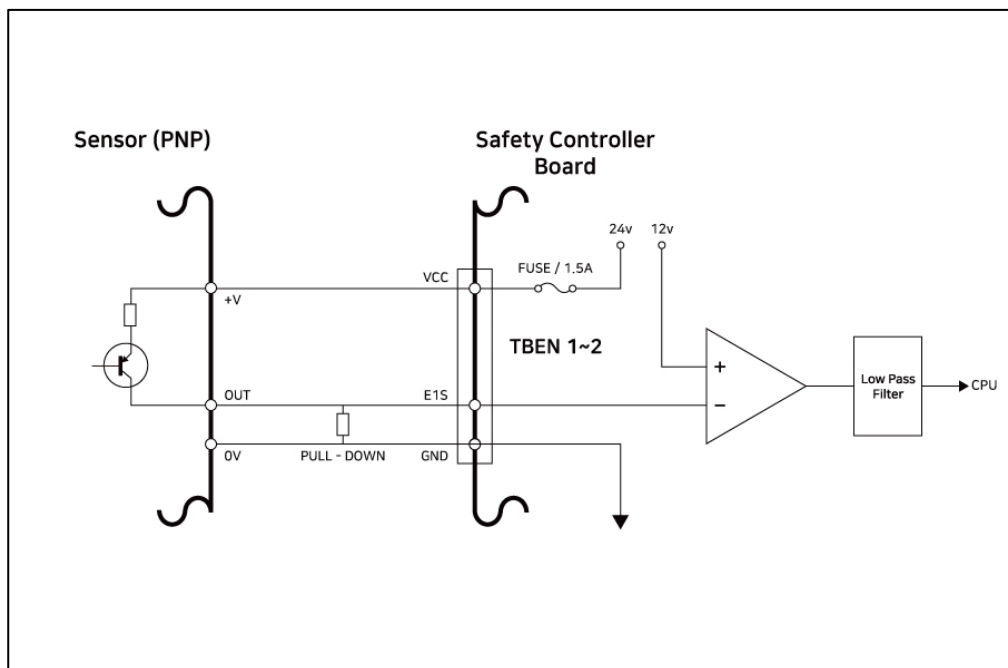 Sensor (PNP)
Safety Controller
Board
24v
12v
VCC
FUSE / 1.5A
+V
TBEN 1~2
+
Low Pass
Filter
CPU
OUT
E1S
−
0V
PULL - DOWN
GND